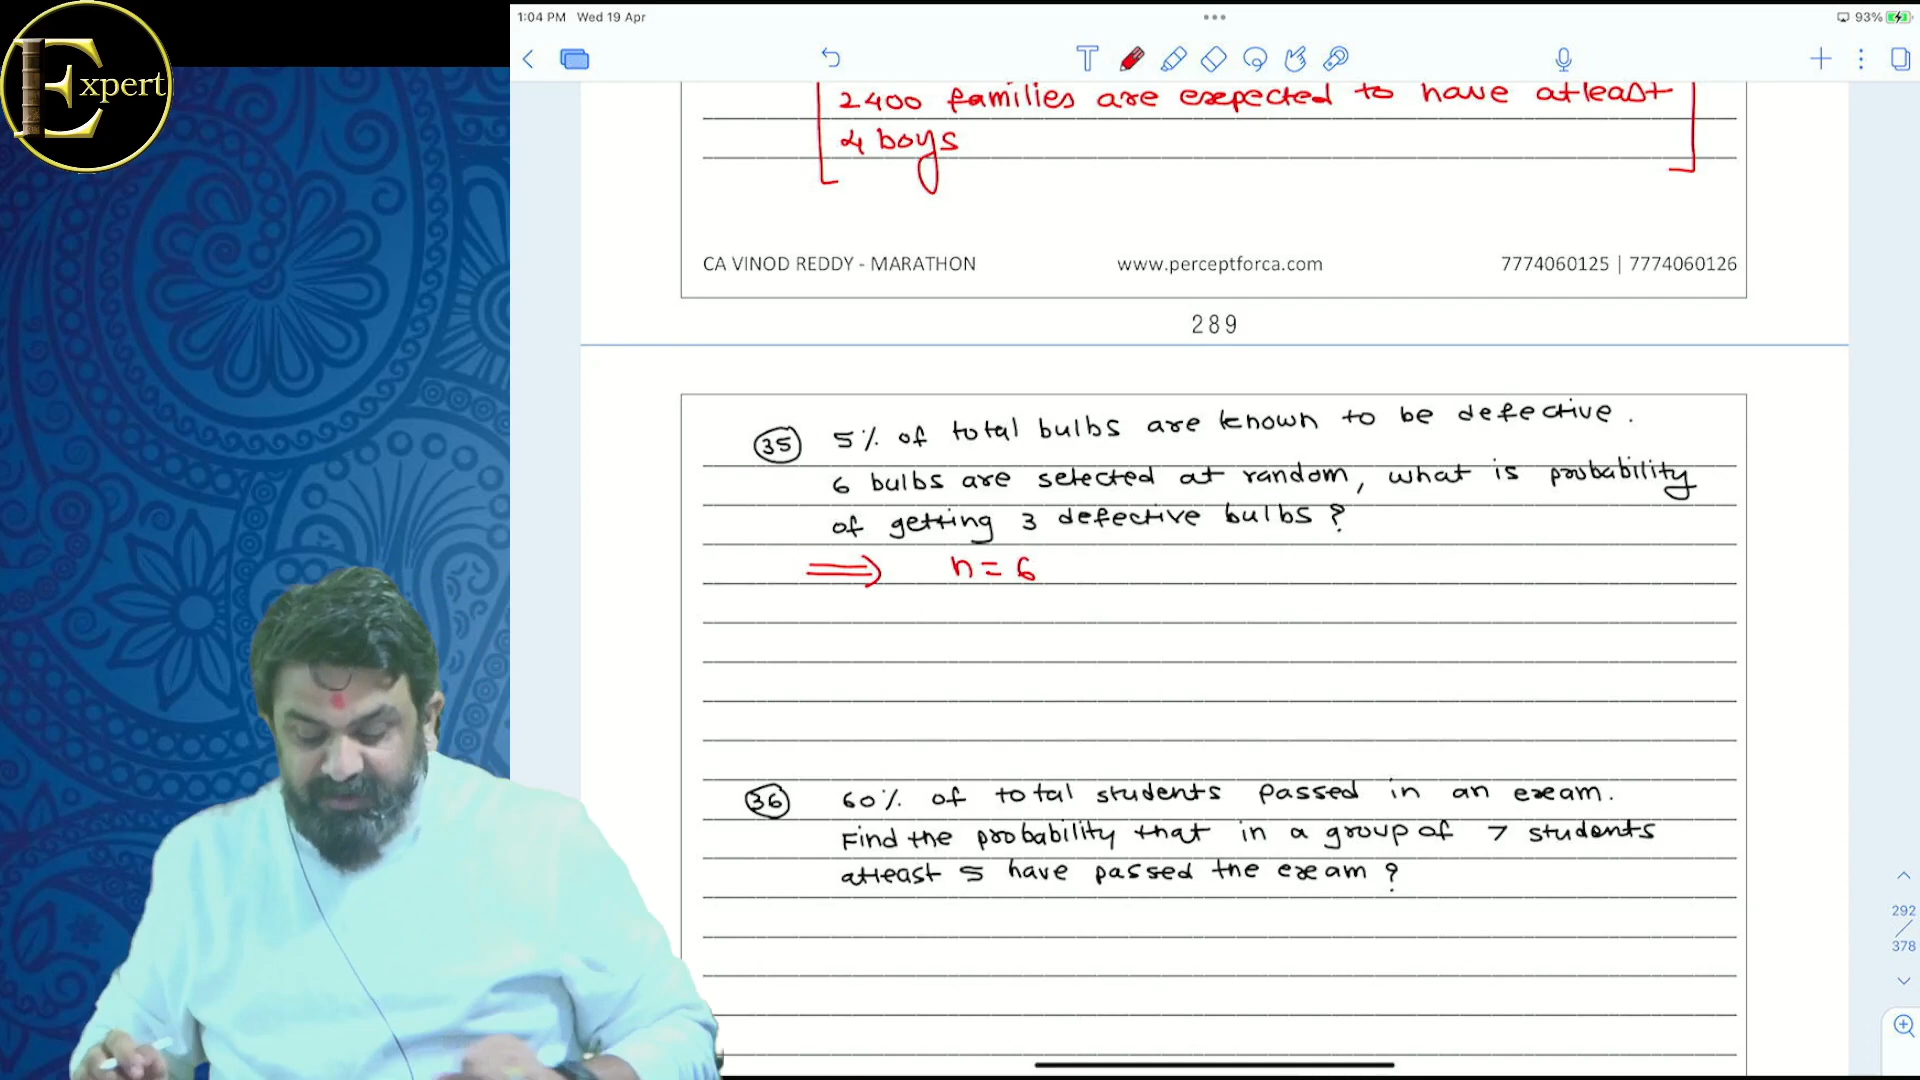 Expert
1:04 PM Wed 19 Apr
93%
2400 families are expected to have atleast
4 boys
CA VINOD REDDY - MARATHON www.perceptforca.com 7774060125 | 7774060126
289
35 5% of total bulbs are known to be defective.
6 bulbs are selected at random, what is probability
of getting 3 defective bulbs?
⟹ n = 6
36 60% of total students passed in an exam.
Find the probability that in a group of 7 students
atleast 5 have passed the exam?
292
/
378